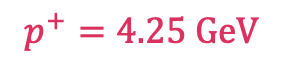 p⁺ = 4.25 GeV